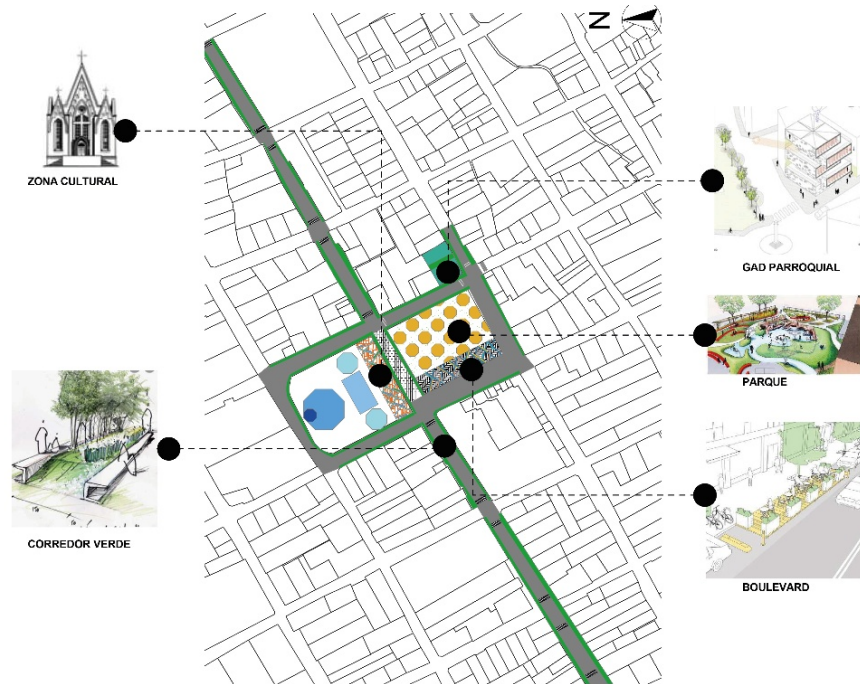 N
ZONA CULTURAL
GAD PARROQUIAL
PARQUE
CORREDOR VERDE
BOULEVARD